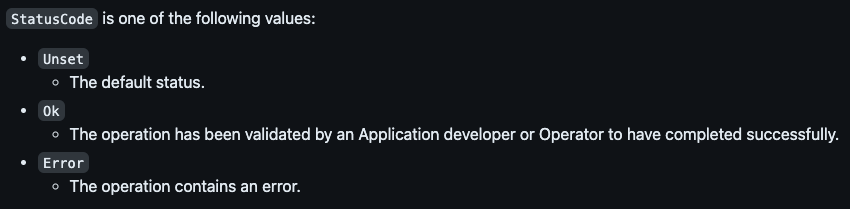 StatusCode is one of the following values:
• Unset
◦ The default status.
• Ok
◦ The operation has been validated by an Application developer or Operator to have completed successfully.
• Error
◦ The operation contains an error.